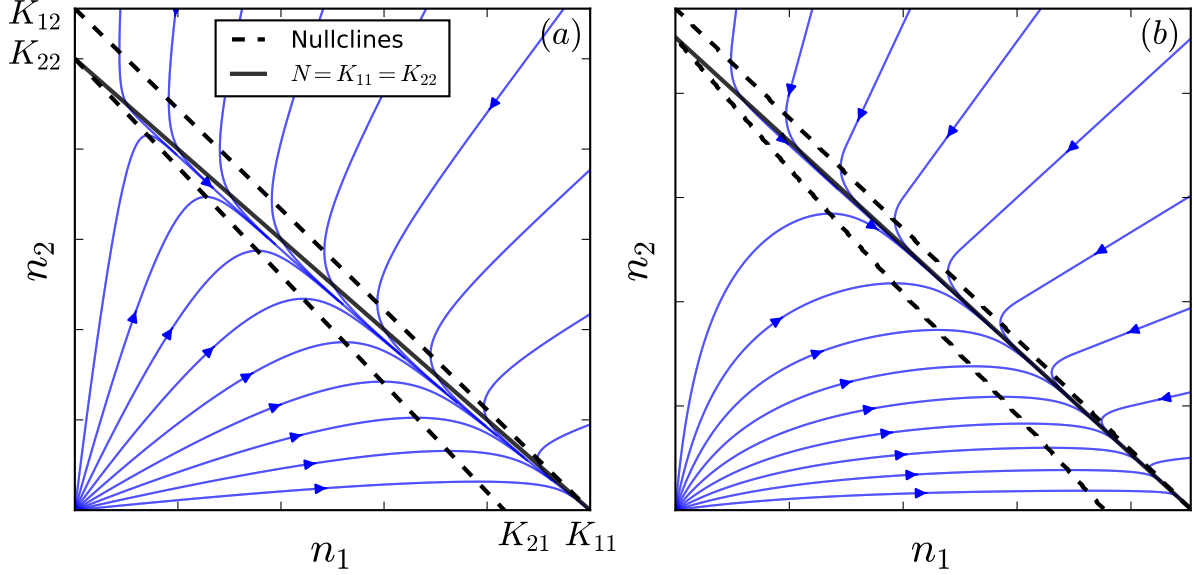 K₁₂
K₂₂
Nullclines
N = K₁₁ = K₂₂
(a)
n₂
K₂₁ K₁₁
n₁
(b)
n₂
n₁